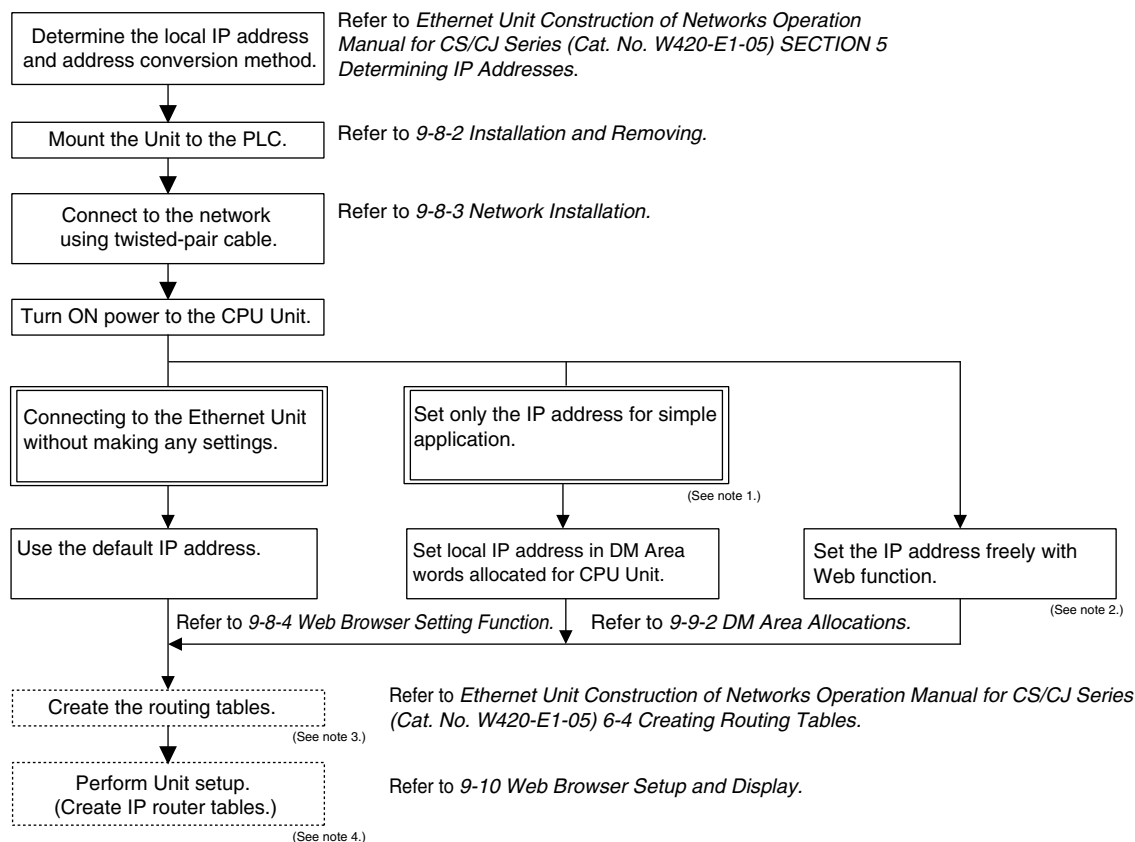 Determine the local IP address
and address conversion method.
Refer to Ethernet Unit Construction of Networks Operation
Manual for CS/CJ Series (Cat. No. W420-E1-05) SECTION 5
Determining IP Addresses.
Mount the Unit to the PLC.
Refer to 9-8-2 Installation and Removing.
Connect to the network
using twisted-pair cable.
Refer to 9-8-3 Network Installation.
Turn ON power to the CPU Unit.
Connecting to the Ethernet Unit
without making any settings.
Set only the IP address for simple
application.
(See note 1.)
Use the default IP address.
Set local IP address in DM Area
words allocated for CPU Unit.
Set the IP address freely with
Web function.
(See note 2.)
Refer to 9-8-4 Web Browser Setting Function.
Refer to 9-9-2 DM Area Allocations.
Create the routing tables.
(See note 3.)
Refer to Ethernet Unit Construction of Networks Operation Manual for CS/CJ Series
(Cat. No. W420-E1-05) 6-4 Creating Routing Tables.
Perform Unit setup.
(Create IP router tables.)
(See note 4.)
Refer to 9-10 Web Browser Setup and Display.